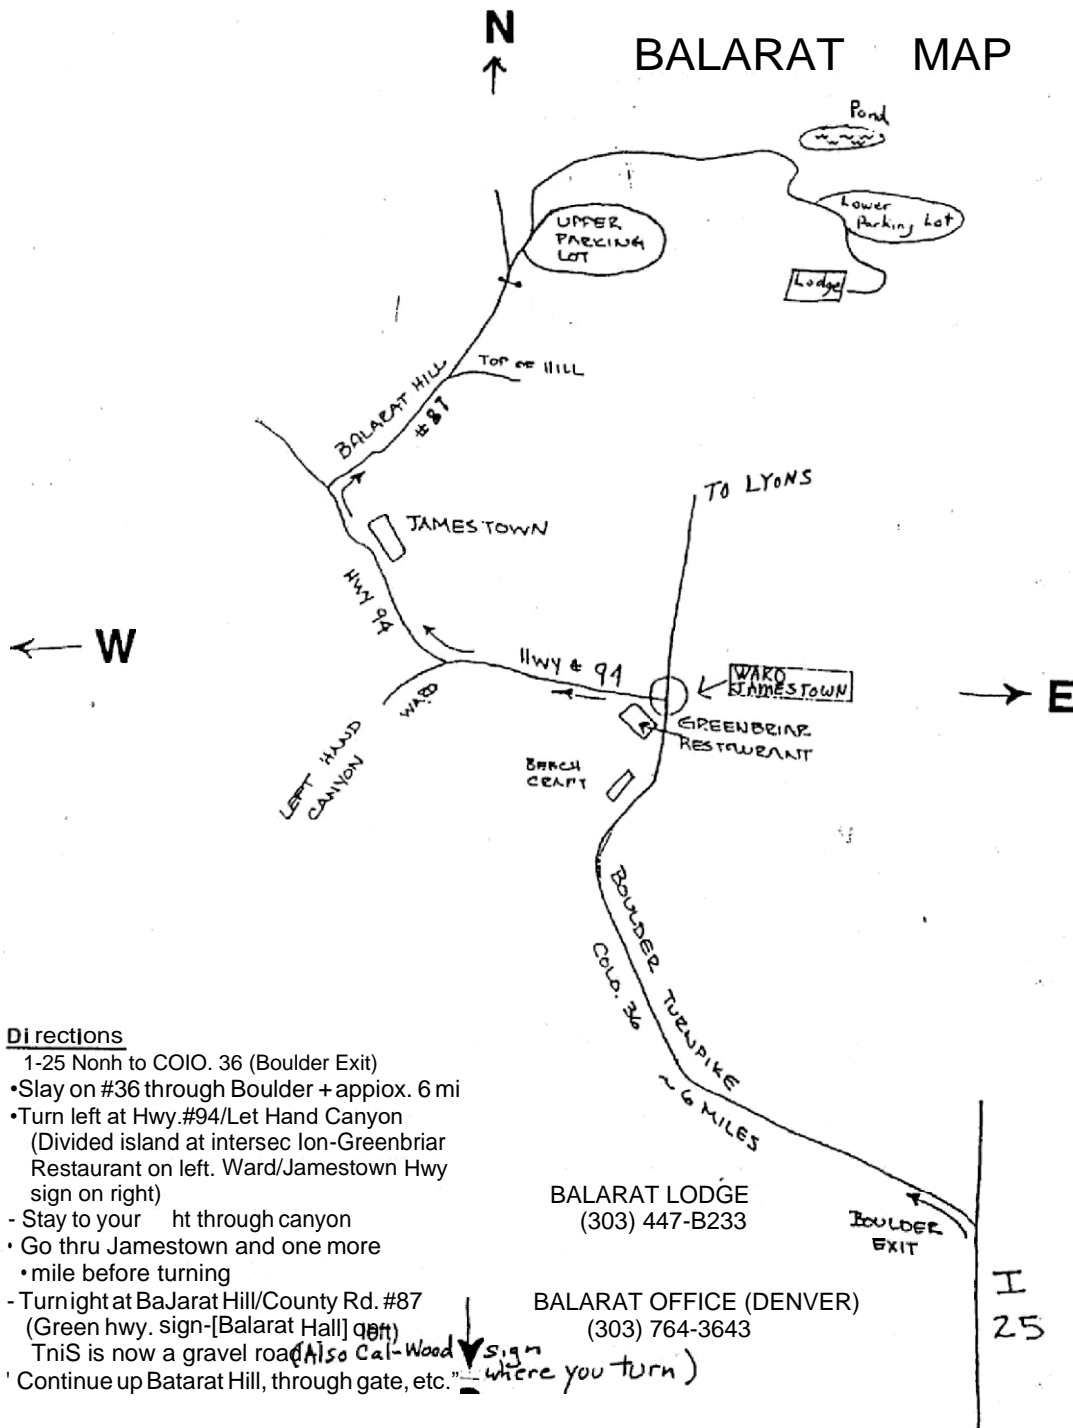 N
BALARAT MAP
Pond
Lower
Parking Lot
UPPER
PARKING
LOT
Lodge
TOP OF HILL
BALARAT HILL
#87
TO LYONS
JAMESTOWN
HWY 94
W
Hwy # 94
WARD
JAMESTOWN
E
WARD
GREENBRIAR
RESTAURANT
LEFT HAND
CANYON
BEECH
CRAFT
BOULDER TURNPIKE
COLO. 36
~ 6 MILES
Directions
1-25 Nonh to COIO. 36 (Boulder Exit)
•Slay on #36 through Boulder + appiox. 6 mi
•Turn left at Hwy.#94/Let Hand Canyon
(Divided island at intersec Ion-Greenbriar
Restaurant on left. Ward/Jamestown Hwy
sign on right)
- Stay to your ht through canyon
• Go thru Jamestown and one more
• mile before turning
- Turnight at BaJarat Hill/County Rd. #87
(Green hwy. sign-[Balarat Hall] left)
TniS is now a gravel road (Also Cal-Wood sign
where you turn)
' Continue up Batarat Hill, through gate, etc."
BALARAT LODGE
(303) 447-B233
BALARAT OFFICE (DENVER)
(303) 764-3643
BOULDER
EXIT
I
25